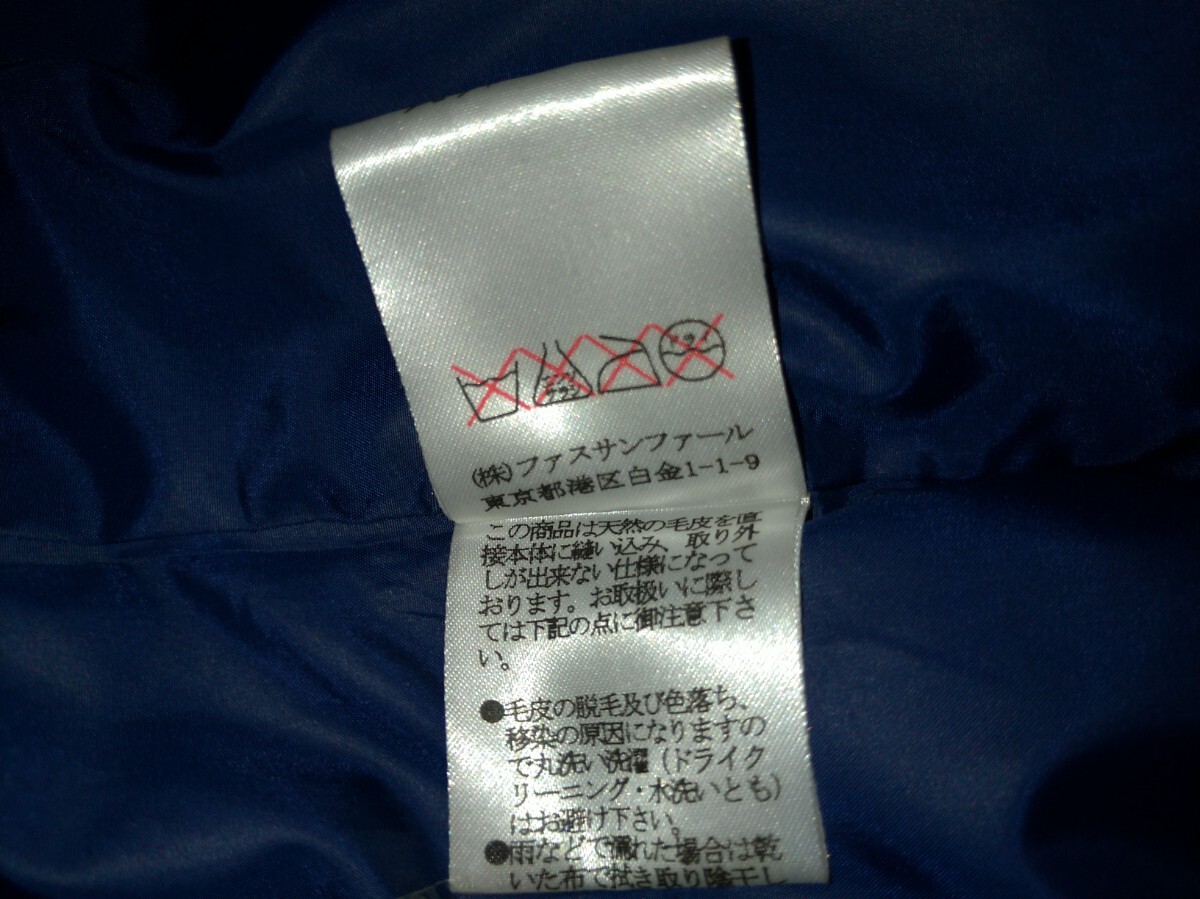 (株)ファスサンファール
東京都港区白金1-1-9
この商品は天然の毛皮を直
接本体に縫い込み、取り外
しが出来ない仕様になって
おります。お取扱いに際し
ては下記の点に御注意下さ
い。
●毛皮の脱毛及び色落ち、
移染の原因になりますの
で丸洗い洗濯(ドライク
リーニング・水洗いとも)
はお避け下さい。
●雨などで濡れた場合は乾
いた布で拭き取り陰干し